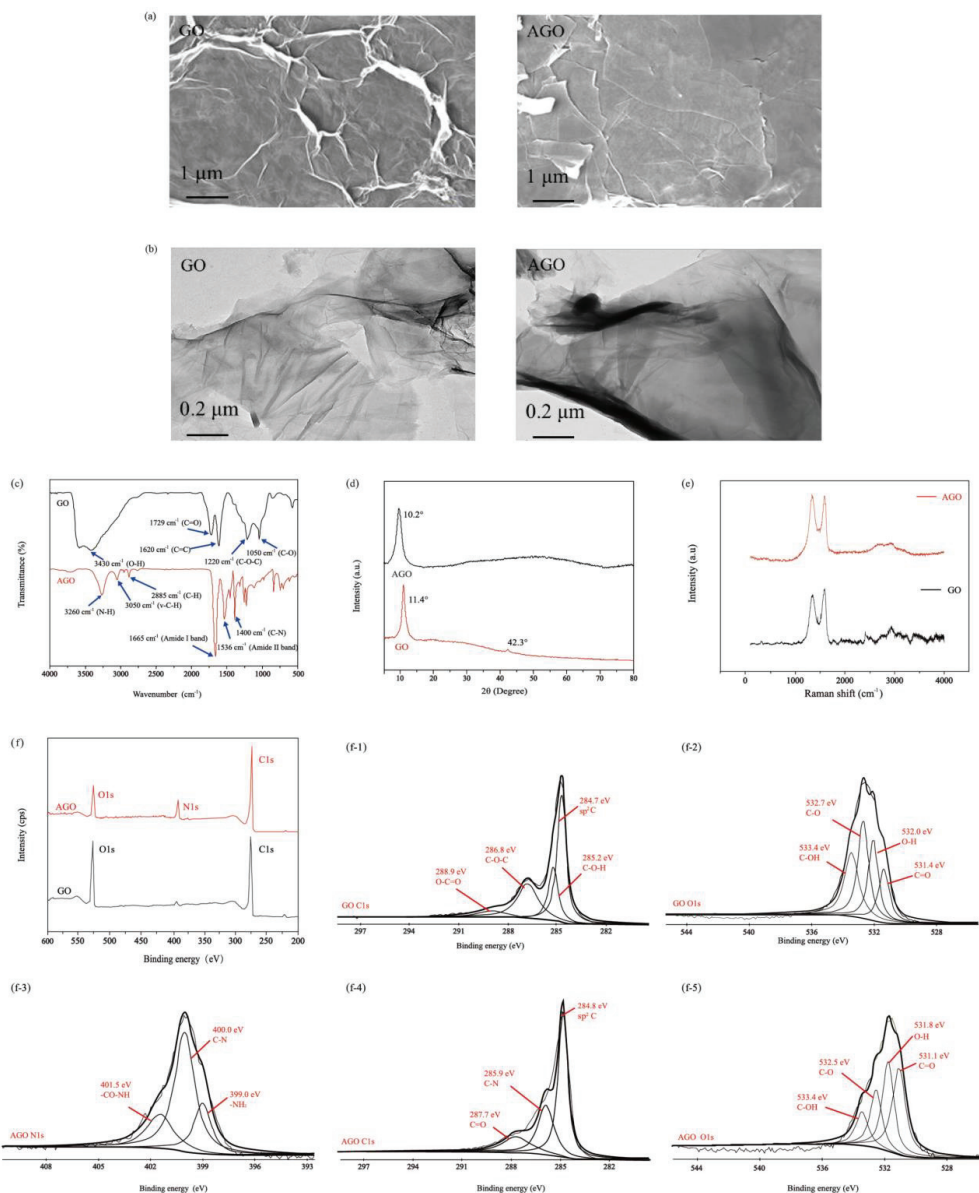 (a)
GO
1 μm
AGO
1 μm
(b)
GO
0.2 μm
AGO
0.2 μm
(c)
Transmittance (%)
GO
1729 cm⁻¹ (C=O)
1620 cm⁻¹ (C=C)
3430 cm⁻¹ (O-H)
1220 cm⁻¹ (C-O-C)
1050 cm⁻¹ (C-O)
AGO
2885 cm⁻¹ (C-H)
3050 cm⁻¹ (ν-C-H)
3260 cm⁻¹ (N-H)
1400 cm⁻¹ (C-N)
1665 cm⁻¹ (Amide I band)
1536 cm⁻¹ (Amide II band)
4000 3500 3000 2500 2000 1500 1000 500
Wavenumber (cm⁻¹)
(d)
Intensity (a.u.)
10.2°
AGO
11.4°
GO
42.3°
10 20 30 40 50 60 70 80
2θ (Degree)
(e)
Intensity (a.u)
AGO
GO
0 1000 2000 3000 4000
Raman shift (cm⁻¹)
(f)
Intensity (cps)
C1s
O1s
N1s
AGO
O1s
C1s
GO
600 550 500 450 400 350 300 250 200
Binding energy (eV)
(f-1)
284.7 eV
sp² C
286.8 eV
C-O-C
288.9 eV
O-C=O
285.2 eV
C-O-H
GO C1s
297 294 291 288 285 282
Binding energy (eV)
(f-2)
532.7 eV
C-O
532.0 eV
O-H
533.4 eV
C-OH
531.4 eV
C=O
GO O1s
544 540 536 532 528
Binding energy (eV)
(f-3)
400.0 eV
C-N
401.5 eV
-CO-NH
399.0 eV
-NH₂
AGO N1s
408 405 402 399 396 393
Binding energy (eV)
(f-4)
284.8 eV
sp² C
285.9 eV
C-N
287.7 eV
C=O
AGO C1s
297 294 291 288 285 282
Binding energy (eV)
(f-5)
531.8 eV
O-H
532.5 eV
C-O
531.1 eV
C=O
533.4 eV
C-OH
AGO O1s
544 540 536 532 528
Binding energy (eV)